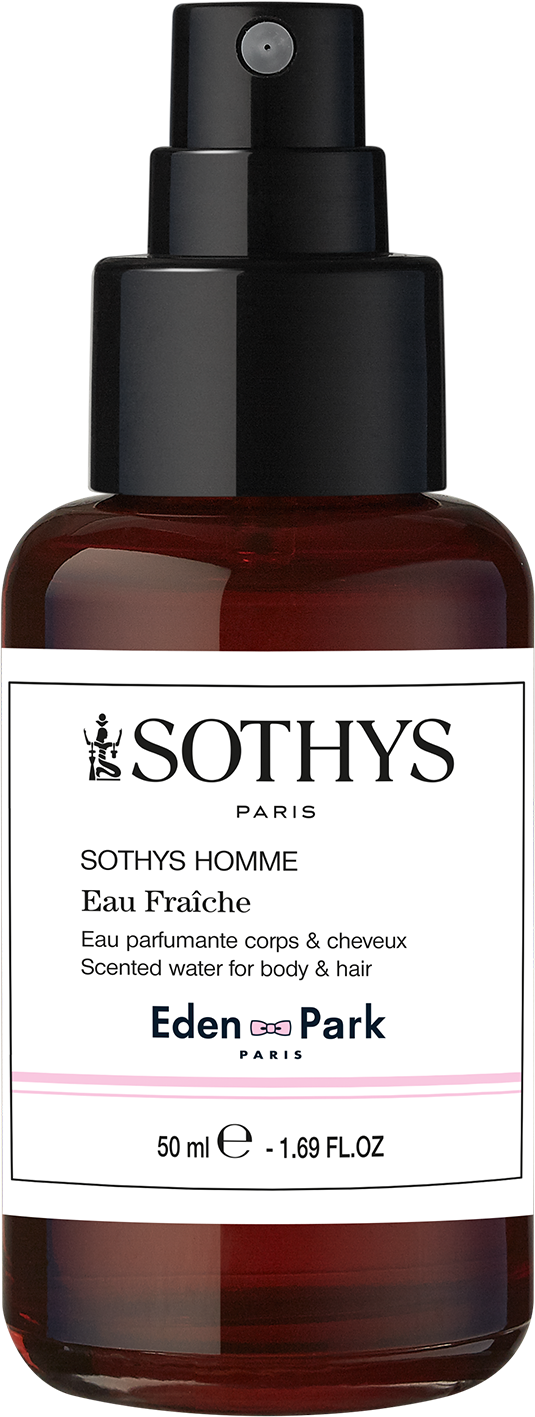 SOTHYS
PARIS
SOTHYS HOMME
Eau Fraîche
Eau parfumante corps & cheveux
Scented water for body & hair
Eden Park
PARIS
50 ml ℮ - 1.69 FL.OZ